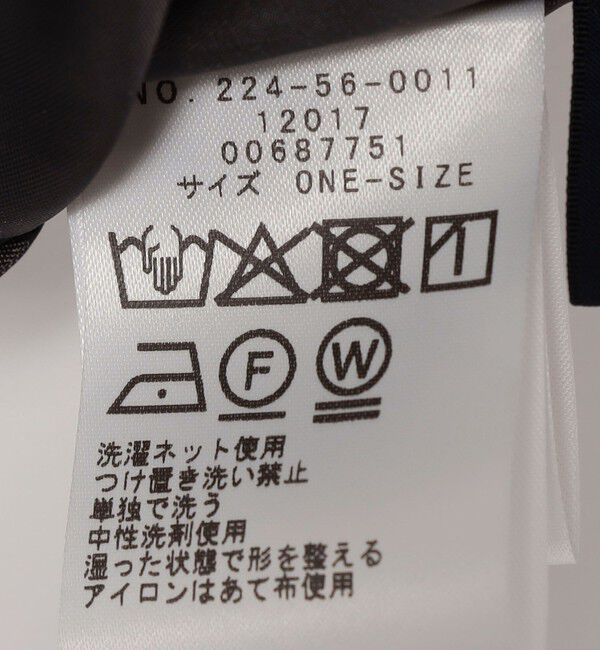 NO. 224-56-0011
12017
00687751
サイズ ONE-SIZE
F W
洗濯ネット使用
つけ置き洗い禁止
単独で洗う
中性洗剤使用
湿った状態で形を整える
アイロンはあて布使用